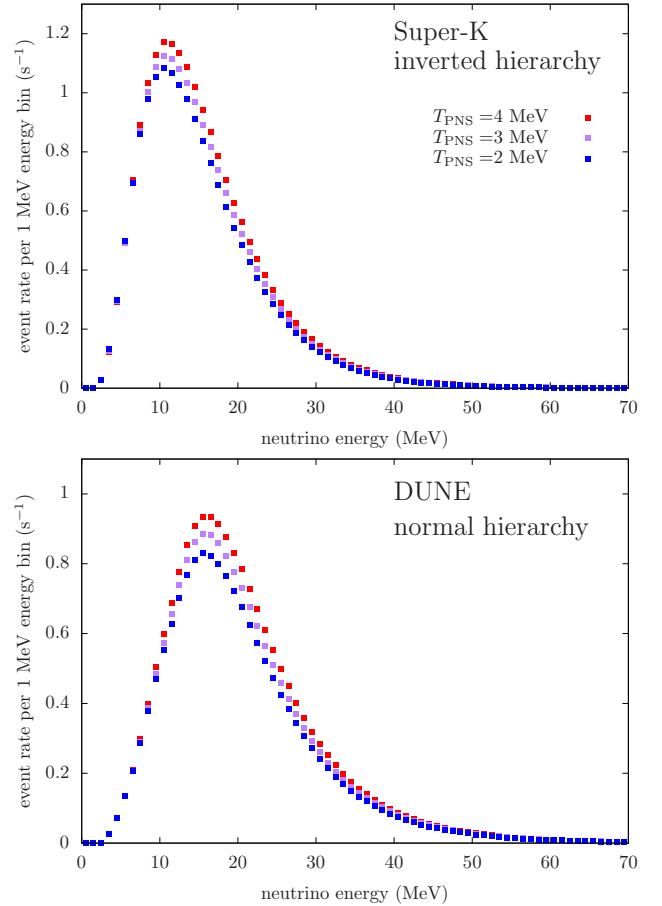 Super-K
inverted hierarchy
T_PNS =4 MeV
T_PNS =3 MeV
T_PNS =2 MeV
event rate per 1 MeV energy bin (s⁻¹)
1.2
1
0.8
0.6
0.4
0.2
0
0 10 20 30 40 50 60 70
neutrino energy (MeV)
DUNE
normal hierarchy
event rate per 1 MeV energy bin (s⁻¹)
1
0.8
0.6
0.4
0.2
0
0 10 20 30 40 50 60 70
neutrino energy (MeV)